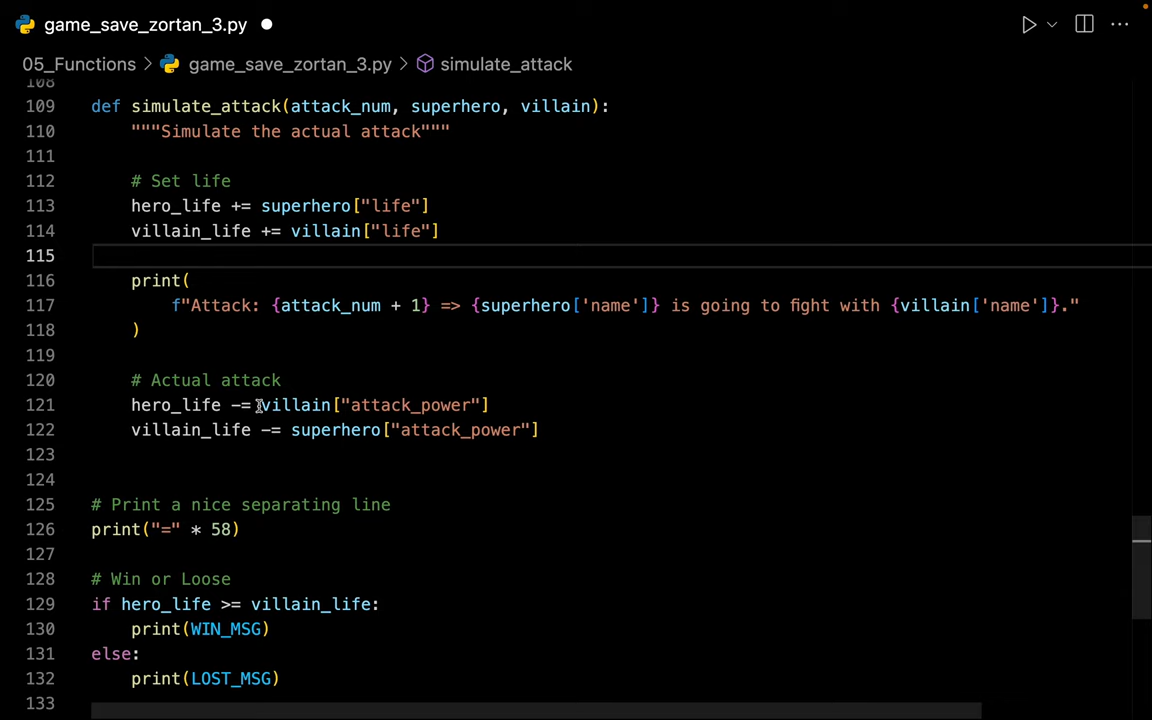 game_save_zortan_3.py
05_Functions > game_save_zortan_3.py > simulate_attack
108
109 def simulate_attack(attack_num, superhero, villain):
110 """Simulate the actual attack"""
111
112 # Set life
113 hero_life += superhero["life"]
114 villain_life += villain["life"]
115
116 print(
117 f"Attack: {attack_num + 1} => {superhero['name']} is going to fight with {villain['name']}."
118 )
119
120 # Actual attack
121 hero_life -= villain["attack_power"]
122 villain_life -= superhero["attack_power"]
123
124
125 # Print a nice separating line
126 print("=" * 58)
127
128 # Win or Loose
129 if hero_life >= villain_life:
130 print(WIN_MSG)
131 else:
132 print(LOST_MSG)
133